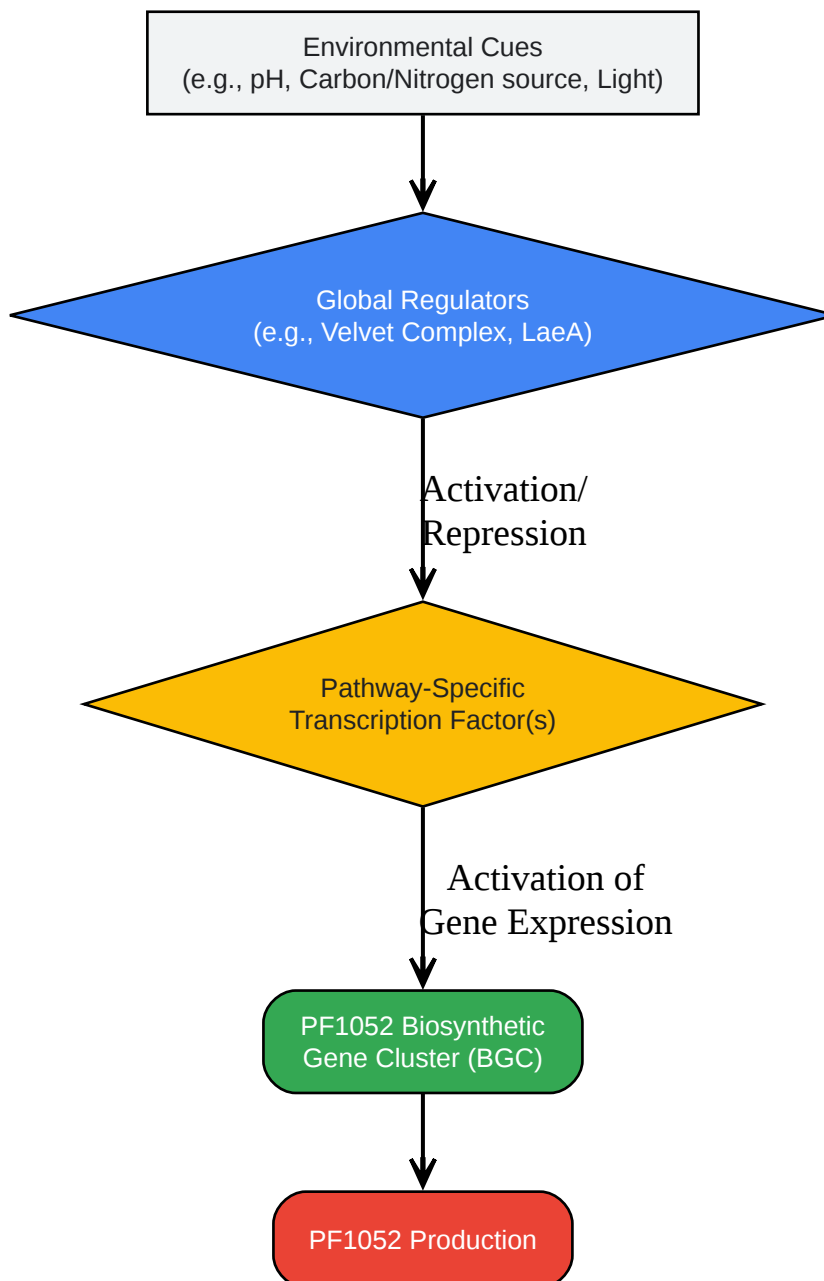 Environmental Cues
(e.g., pH, Carbon/Nitrogen source, Light)
Global Regulators
(e.g., Velvet Complex, LaeA)
Activation/
Repression
Pathway-Specific
Transcription Factor(s)
Activation of
Gene Expression
PF1052 Biosynthetic
Gene Cluster (BGC)
PF1052 Production